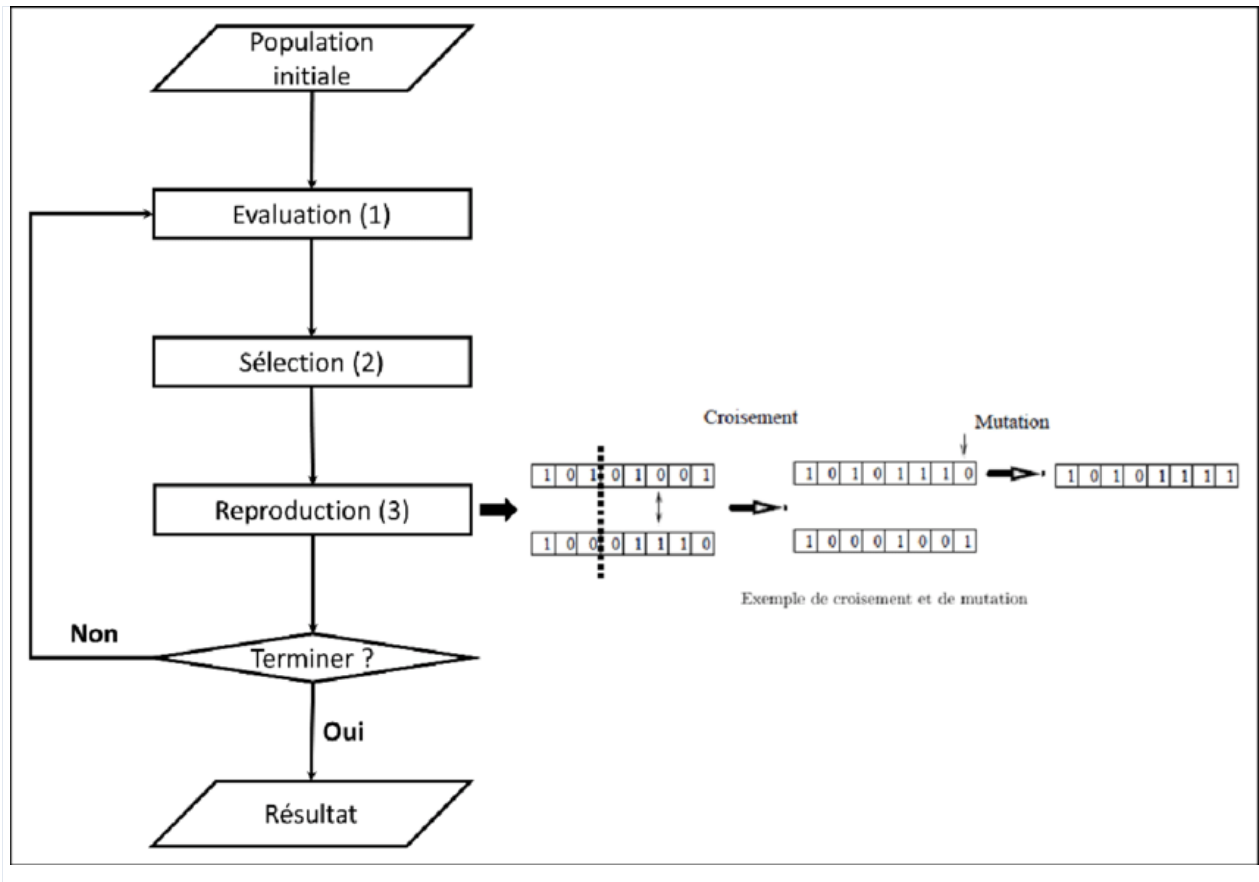 Population
initiale
Evaluation (1)
Sélection (2)
Reproduction (3)
Croisement
Mutation
1 0 1 0 1 0 0 1
1 0 1 0 1 1 1 0
1 0 1 0 1 1 1 1
1 0 0 0 1 1 1 0
1 0 0 0 1 0 0 1
Exemple de croisement et de mutation
Non
Terminer ?
Oui
Résultat